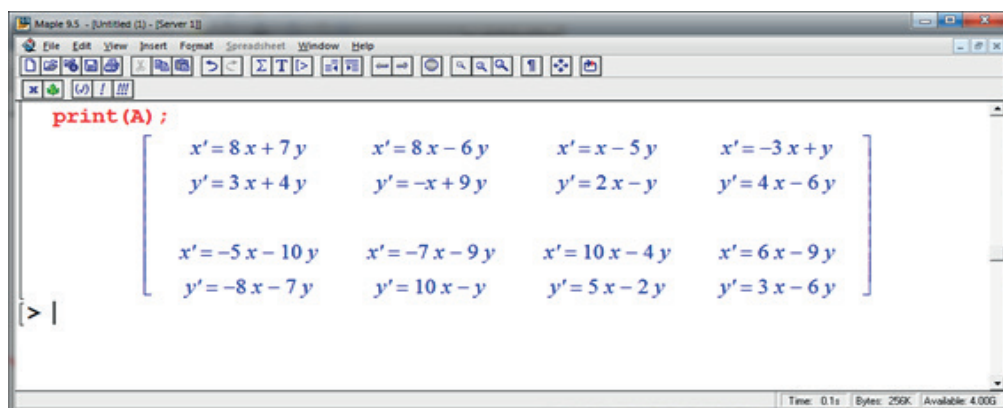 Maple 9.5 - [Untitled (1) - [Server 1]]
File Edit View Insert Format Spreadsheet Window Help
print(A);
x' = 8 x + 7 y x' = 8 x − 6 y x' = x − 5 y x' = −3 x + y
y' = 3 x + 4 y y' = −x + 9 y y' = 2 x − y y' = 4 x − 6 y
x' = −5 x − 10 y x' = −7 x − 9 y x' = 10 x − 4 y x' = 6 x − 9 y
y' = −8 x − 7 y y' = 10 x − y y' = 5 x − 2 y y' = 3 x − 6 y
[> |
Time: 0.1s Bytes: 256K Available: 4.00G